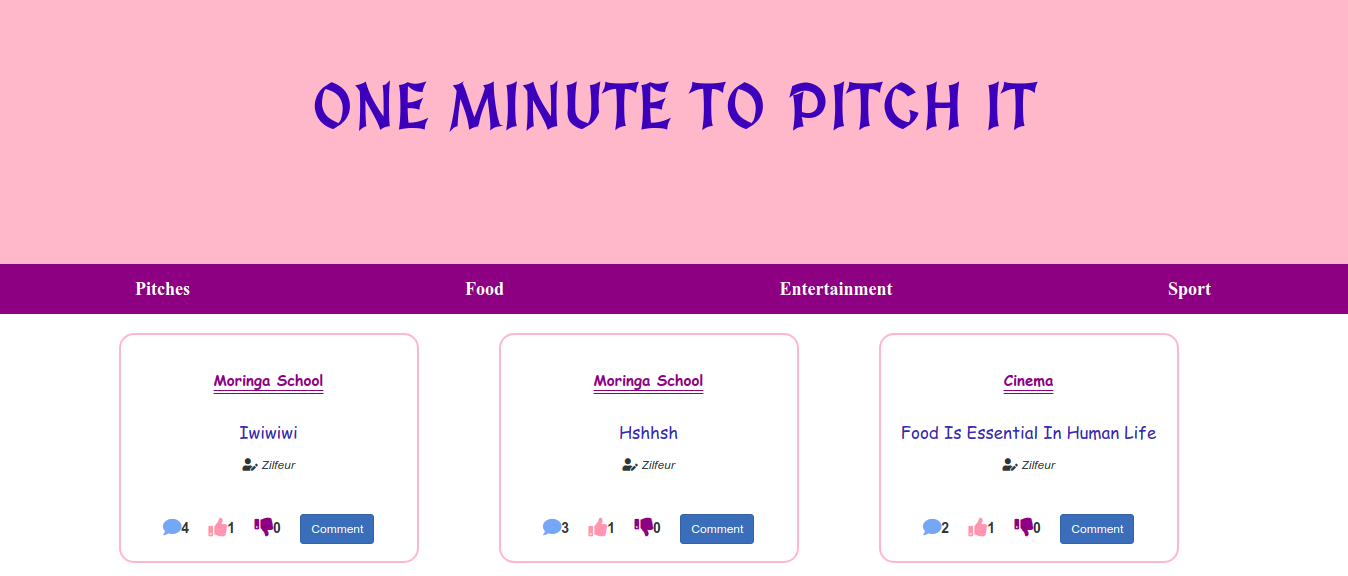 ONE MINUTE TO PITCH IT
Pitches Food Entertainment Sport
Moringa School Moringa School Cinema
Iwiwiwi Hshhsh Food Is Essential In Human Life
Zilfeur Zilfeur Zilfeur
4 1 0 Comment 3 1 0 Comment 2 1 0 Comment